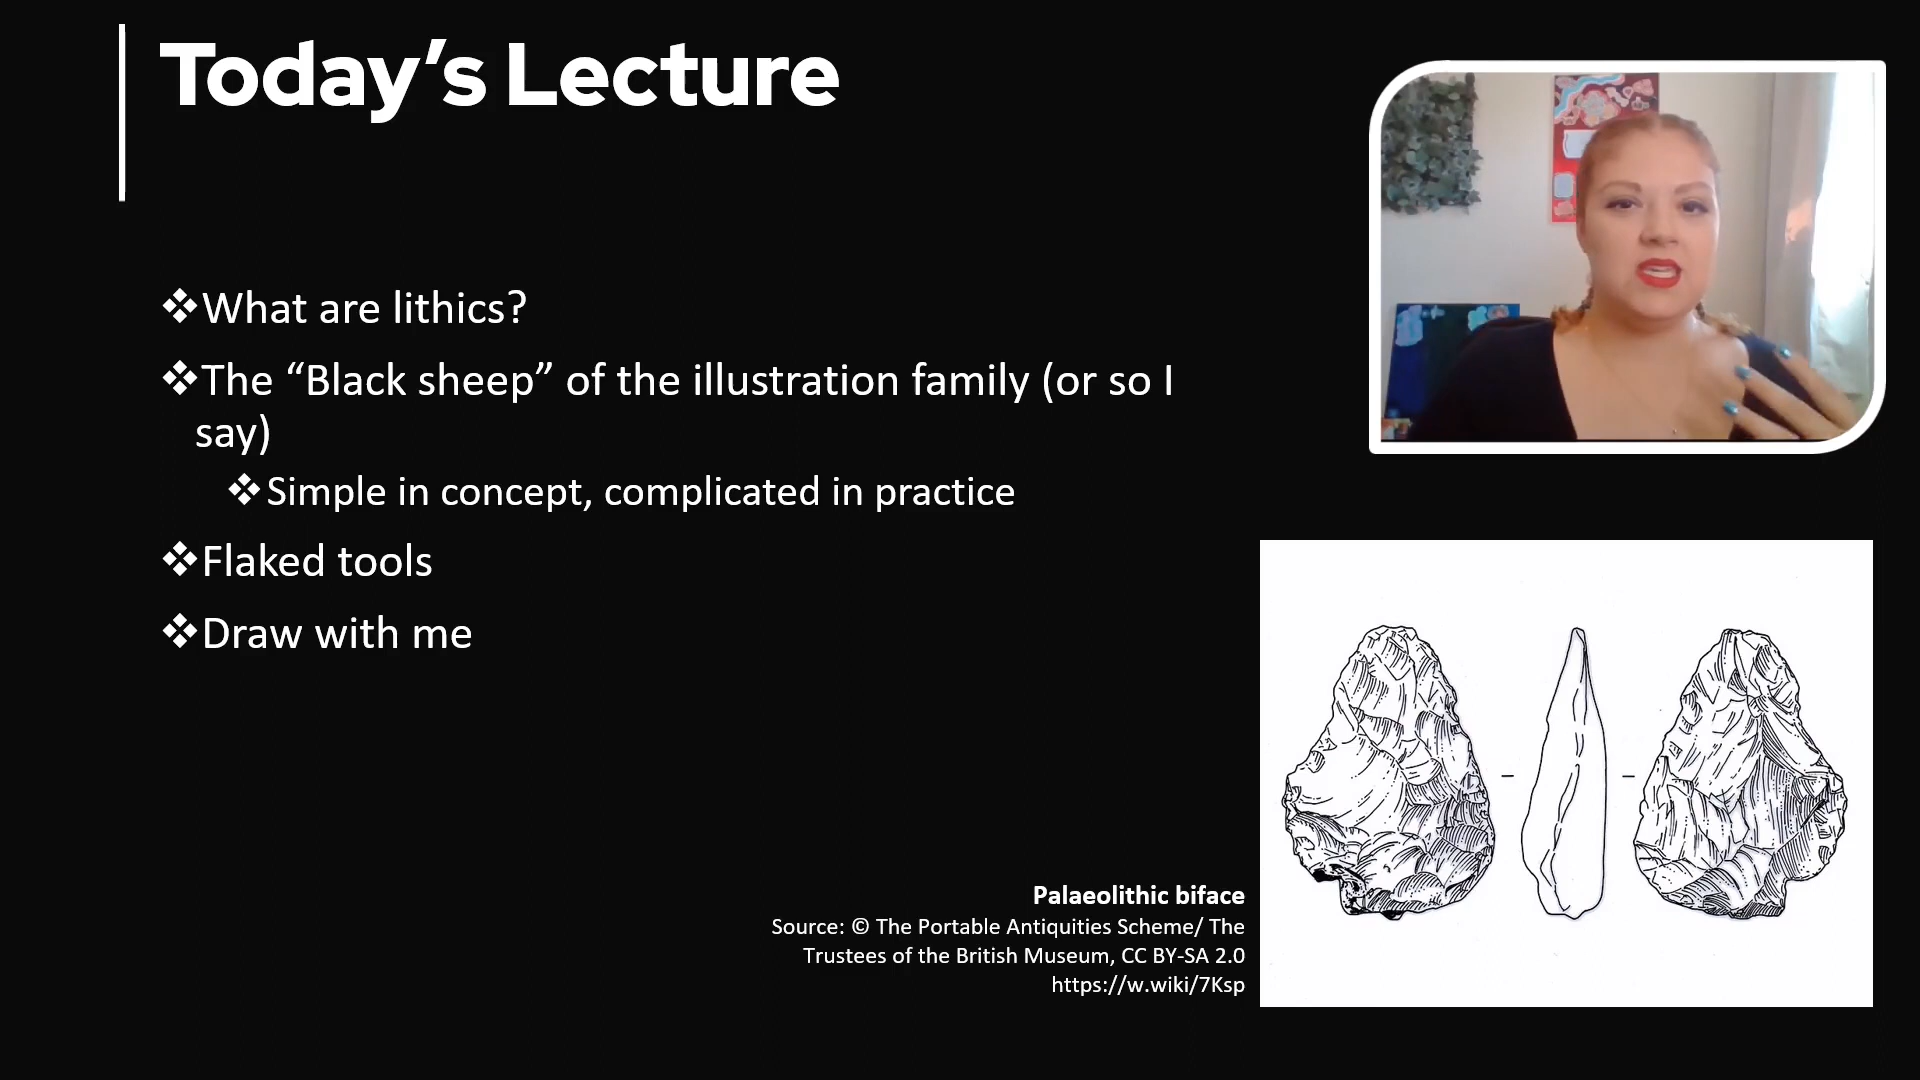 Today’s Lecture
❖What are lithics?
❖The “Black sheep” of the illustration family (or so I
say)
❖Simple in concept, complicated in practice
❖Flaked tools
❖Draw with me
Palaeolithic biface
Source: © The Portable Antiquities Scheme/ The
Trustees of the British Museum, CC BY-SA 2.0
https://w.wiki/7Ksp